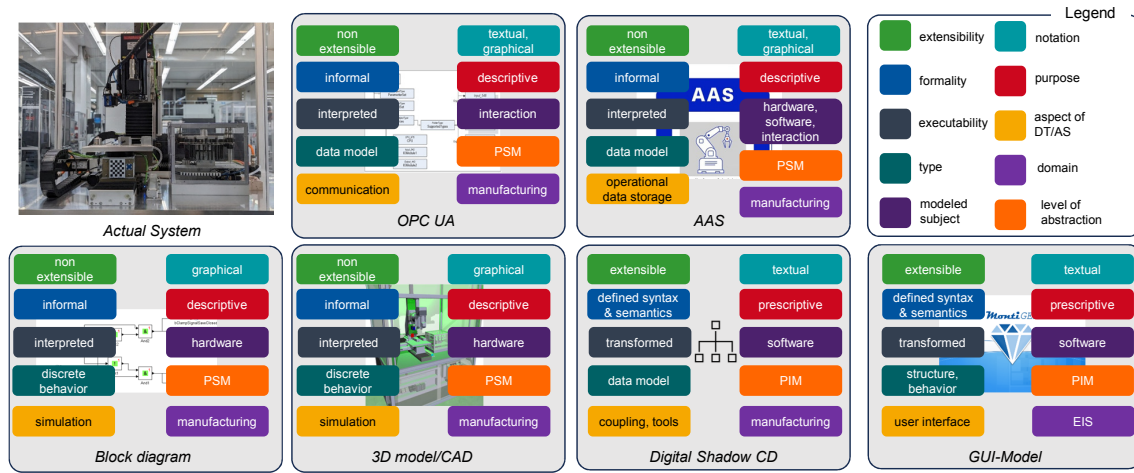 Legend
extensibility
notation
formality
purpose
executability
aspect of
DT/AS
type
domain
modeled
subject
level of
abstraction
Actual System
non
extensible
textual,
graphical
informal
descriptive
interpreted
interaction
data model
PSM
communication
manufacturing
OPC UA
non
extensible
textual,
graphical
informal
descriptive
AAS
interpreted
hardware,
software,
interaction
data model
PSM
operational
data storage
manufacturing
AAS
non
extensible
graphical
informal
descriptive
interpreted
hardware
discrete
behavior
PSM
simulation
manufacturing
Block diagram
non
extensible
graphical
informal
descriptive
interpreted
hardware
discrete
behavior
PSM
simulation
manufacturing
3D model/CAD
extensible
textual
defined syntax
& semantics
prescriptive
transformed
software
data model
PIM
coupling, tools
manufacturing
Digital Shadow CD
extensible
textual
defined syntax
& semantics
prescriptive
MontiGE
transformed
software
structure,
behavior
PIM
user interface
EIS
GUI-Model